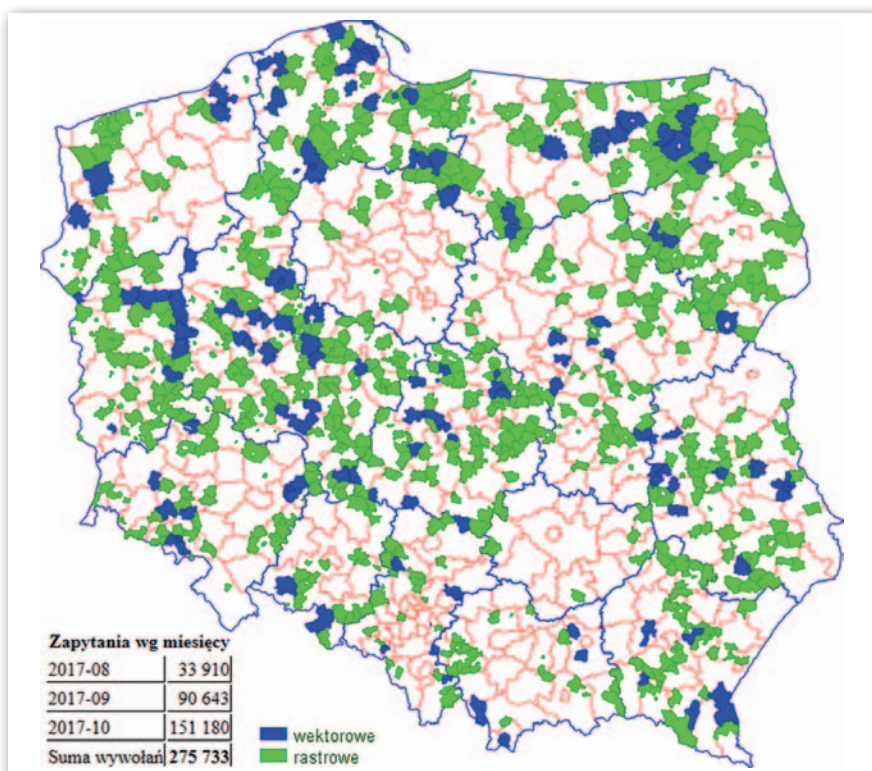 Zapytania wg miesięcy
2017-08 33 910
2017-09 90 643
2017-10 151 180
Suma wywołań 275 733
wektorowe
rastrowe